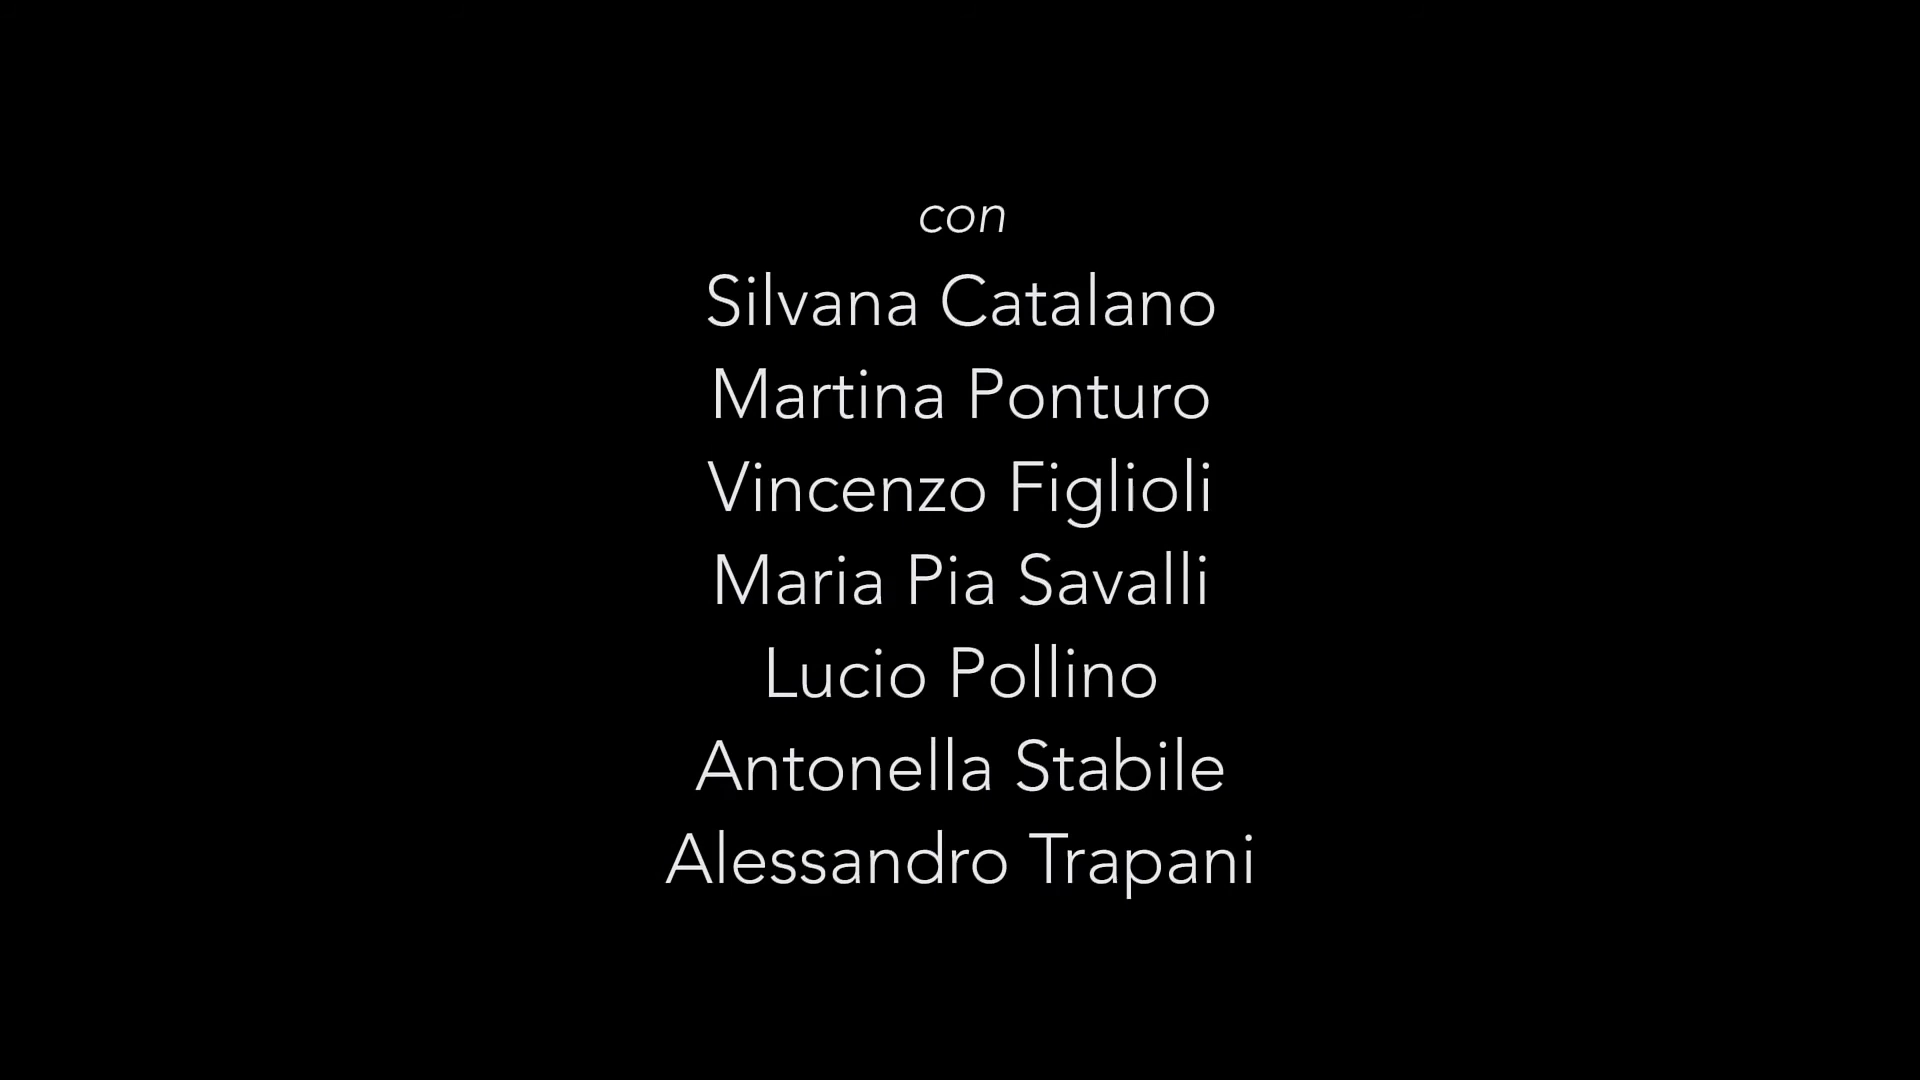 con
Silvana Catalano
Martina Ponturo
Vincenzo Figlioli
Maria Pia Savalli
Lucio Pollino
Antonella Stabile
Alessandro Trapani